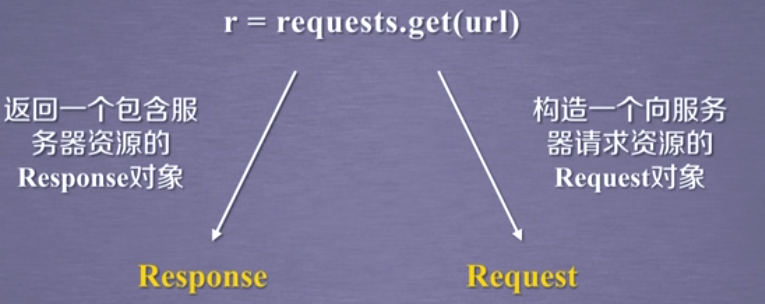 r = requests.get(url)
返回一个包含服
务器资源的
Response对象
构造一个向服务
器请求资源的
Request对象
Response
Request